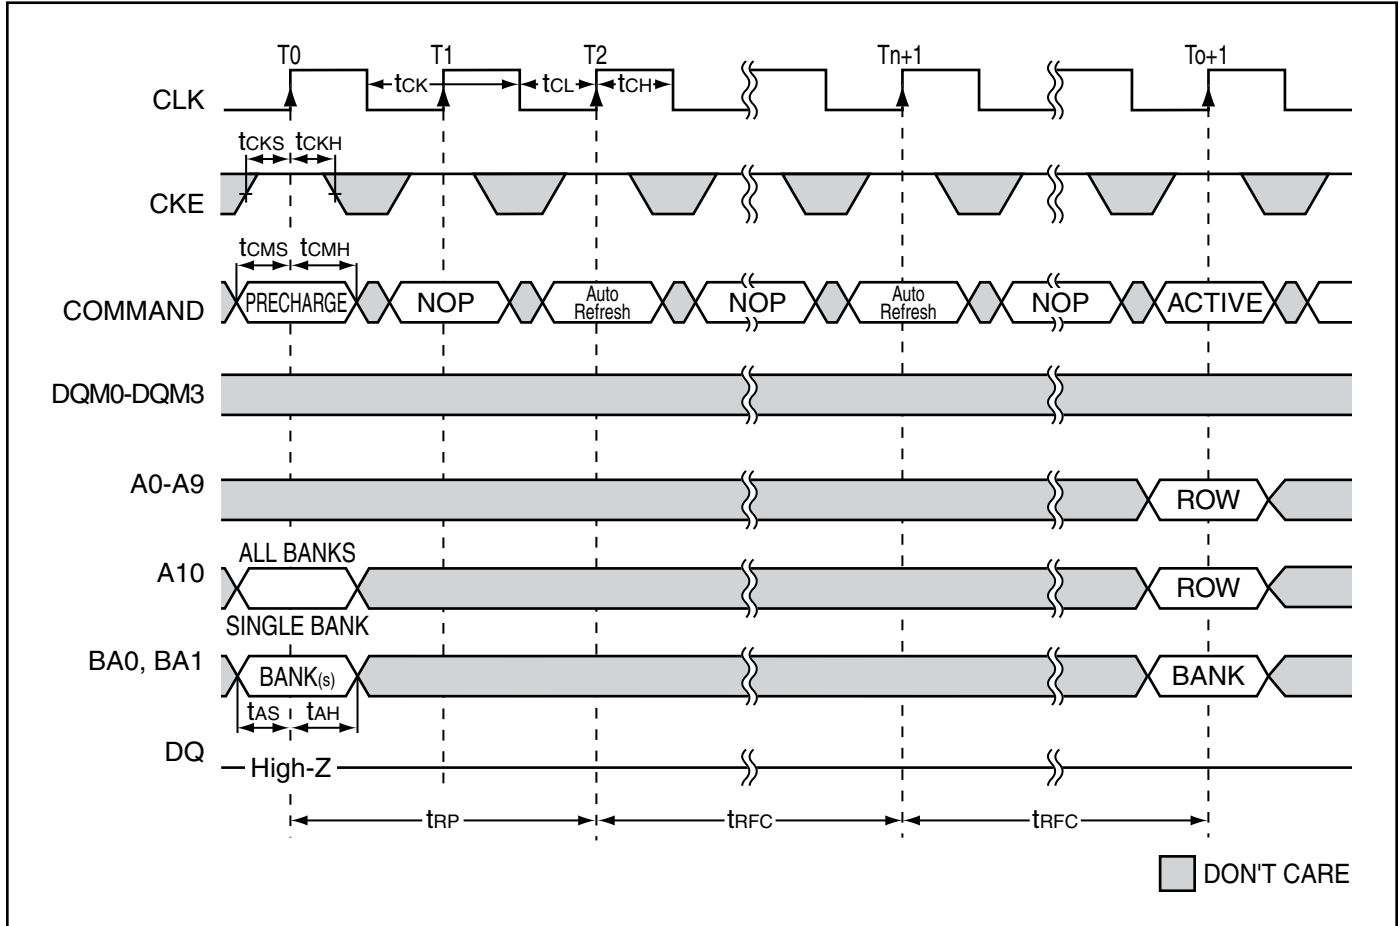 T0 T1 T2 Tn+1 To+1
CLK tCK tCL tCH
tCKS tCKH
CKE
tCMS tCMH
COMMAND PRECHARGE NOP Auto Refresh NOP Auto Refresh NOP ACTIVE
DQM0-DQM3
A0-A9 ROW
ALL BANKS
A10 ROW
SINGLE BANK
BA0, BA1 BANK(s) BANK
tAS tAH
DQ High-Z
tRP tRFC tRFC
DON'T CARE